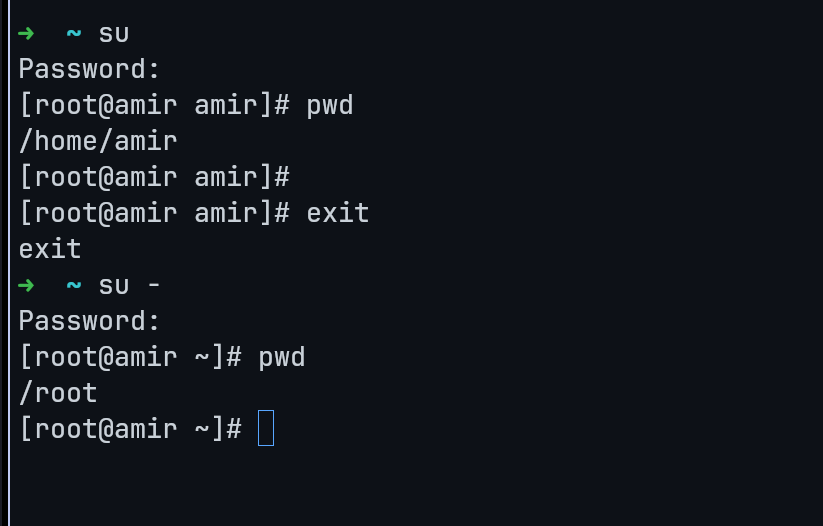 ➜  ~ su
Password:
[root@amir amir]# pwd
/home/amir
[root@amir amir]#
[root@amir amir]# exit
exit
➜  ~ su -
Password:
[root@amir ~]# pwd
/root
[root@amir ~]#